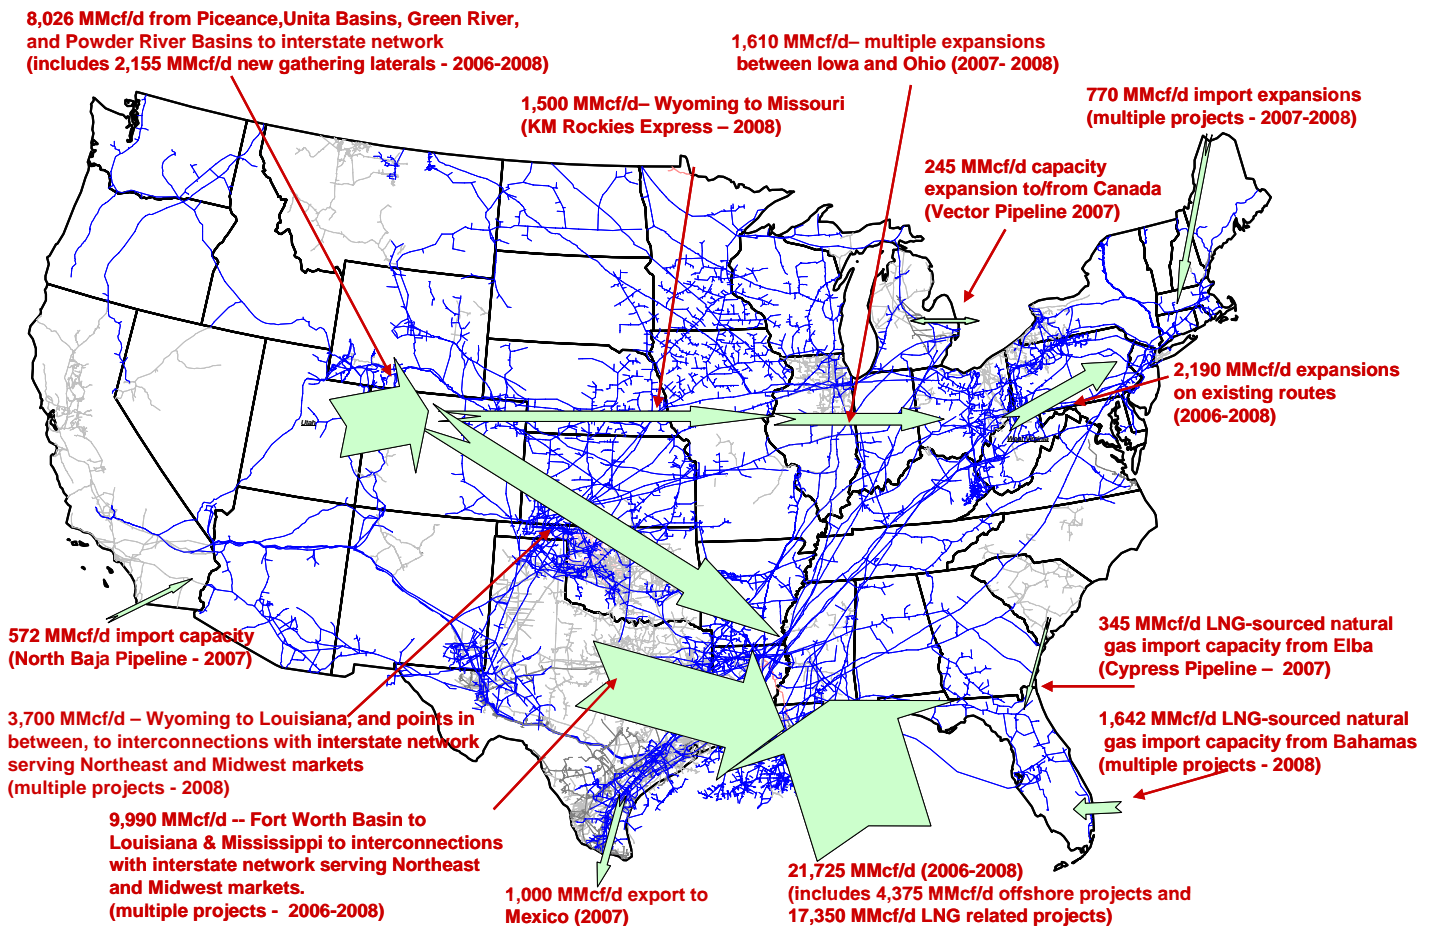 8,026 MMcf/d from Piceance,Unita Basins, Green River,
and Powder River Basins to interstate network
(includes 2,155 MMcf/d new gathering laterals - 2006-2008)
1,610 MMcf/d– multiple expansions
between Iowa and Ohio (2007- 2008)
1,500 MMcf/d– Wyoming to Missouri
(KM Rockies Express – 2008)
770 MMcf/d import expansions
(multiple projects - 2007-2008)
245 MMcf/d capacity
expansion to/from Canada
(Vector Pipeline 2007)
2,190 MMcf/d expansions
on existing routes
(2006-2008)
Utah
572 MMcf/d import capacity
(North Baja Pipeline - 2007)
345 MMcf/d LNG-sourced natural
gas import capacity from Elba
(Cypress Pipeline – 2007)
3,700 MMcf/d – Wyoming to Louisiana, and points in
between, to interconnections with interstate network
serving Northeast and Midwest markets
(multiple projects - 2008)
1,642 MMcf/d LNG-sourced natural
gas import capacity from Bahamas
(multiple projects - 2008)
9,990 MMcf/d -- Fort Worth Basin to
Louisiana & Mississippi to interconnections
with interstate network serving Northeast
and Midwest markets.
(multiple projects - 2006-2008)
1,000 MMcf/d export to
Mexico (2007)
21,725 MMcf/d (2006-2008)
(includes 4,375 MMcf/d offshore projects and
17,350 MMcf/d LNG related projects)